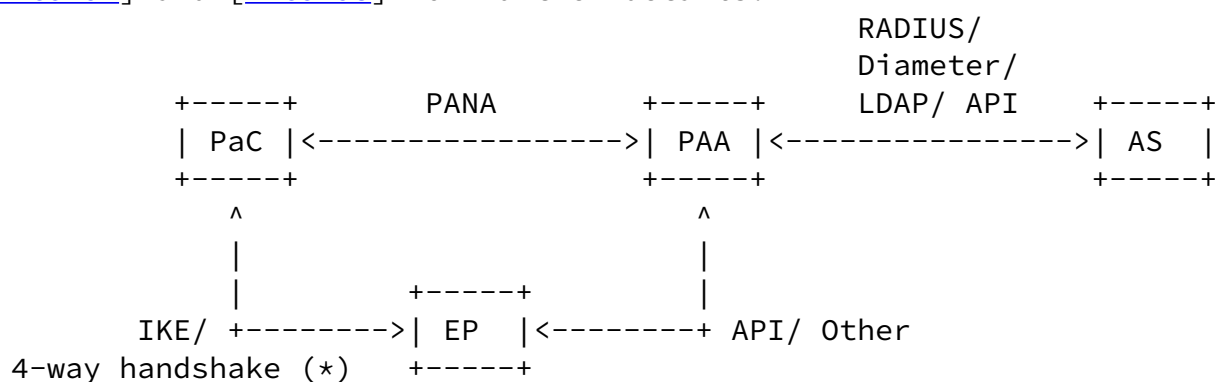 RADIUS/
Diameter/
+-----+ PANA +-----+ LDAP/ API +-----+
| PaC |<----------------->| PAA |<---------------->| AS |
+-----+ +-----+ +-----+
^ ^
| |
| +-----+ |
IKE/ +-------->| EP |<--------+ API/ Other
4-way handshake (*) +-----+